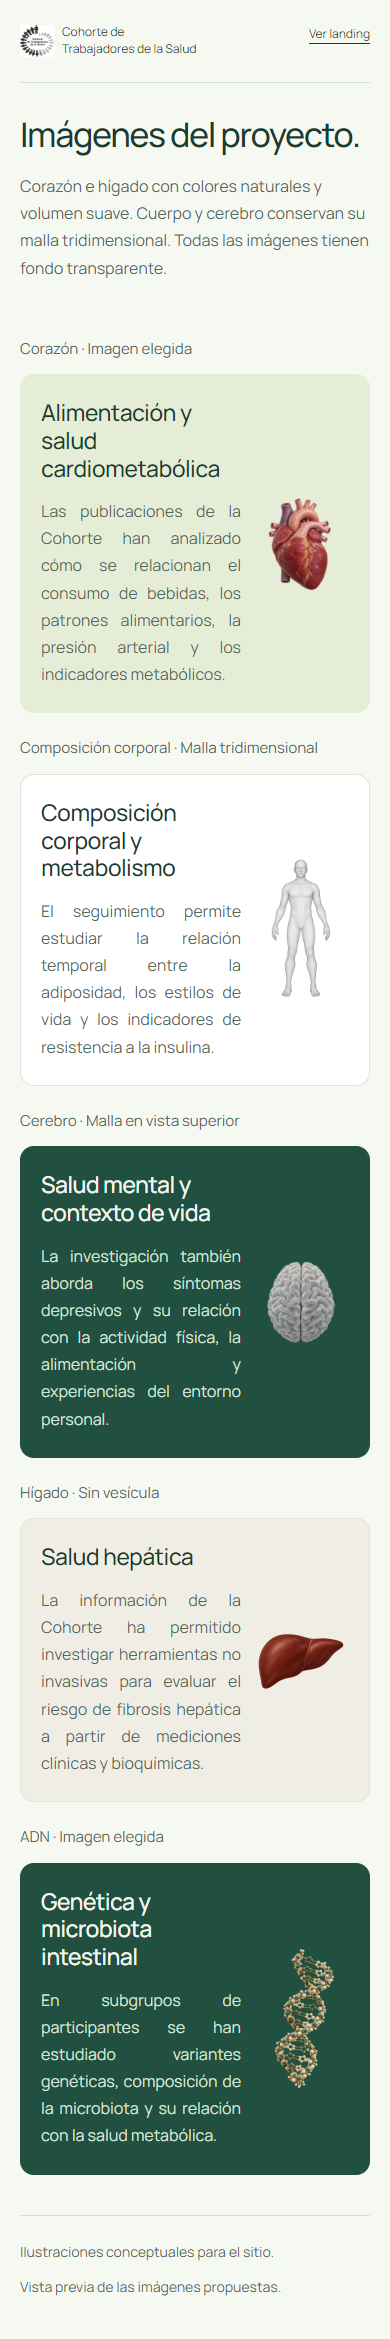 Cohorte de
Trabajadores de la Salud
Ver landing
Imágenes del proyecto.
Corazón e hígado con colores naturales y
volumen suave. Cuerpo y cerebro conservan su
malla tridimensional. Todas las imágenes tienen
fondo transparente.
Corazón · Imagen elegida
Alimentación y
salud
cardiometabólica
Las publicaciones de la
Cohorte han analizado
cómo se relacionan el
consumo de bebidas, los
patrones alimentarios, la
presión arterial y los
indicadores metabólicos.
Composición corporal · Malla tridimensional
Composición
corporal y
metabolismo
El seguimiento permite
estudiar la relación
temporal entre la
adiposidad, los estilos de
vida y los indicadores de
resistencia a la insulina.
Cerebro · Malla en vista superior
Salud mental y
contexto de vida
La investigación también
aborda los síntomas
depresivos y su relación
con la actividad física, la
alimentación y
experiencias del entorno
personal.
Hígado · Sin vesícula
Salud hepática
La información de la
Cohorte ha permitido
investigar herramientas no
invasivas para evaluar el
riesgo de fibrosis hepática
a partir de mediciones
clínicas y bioquímicas.
ADN · Imagen elegida
Genética y
microbiota
intestinal
En subgrupos de
participantes se han
estudiado variantes
genéticas, composición de
la microbiota y su relación
con la salud metabólica.
Ilustraciones conceptuales para el sitio.
Vista previa de las imágenes propuestas.